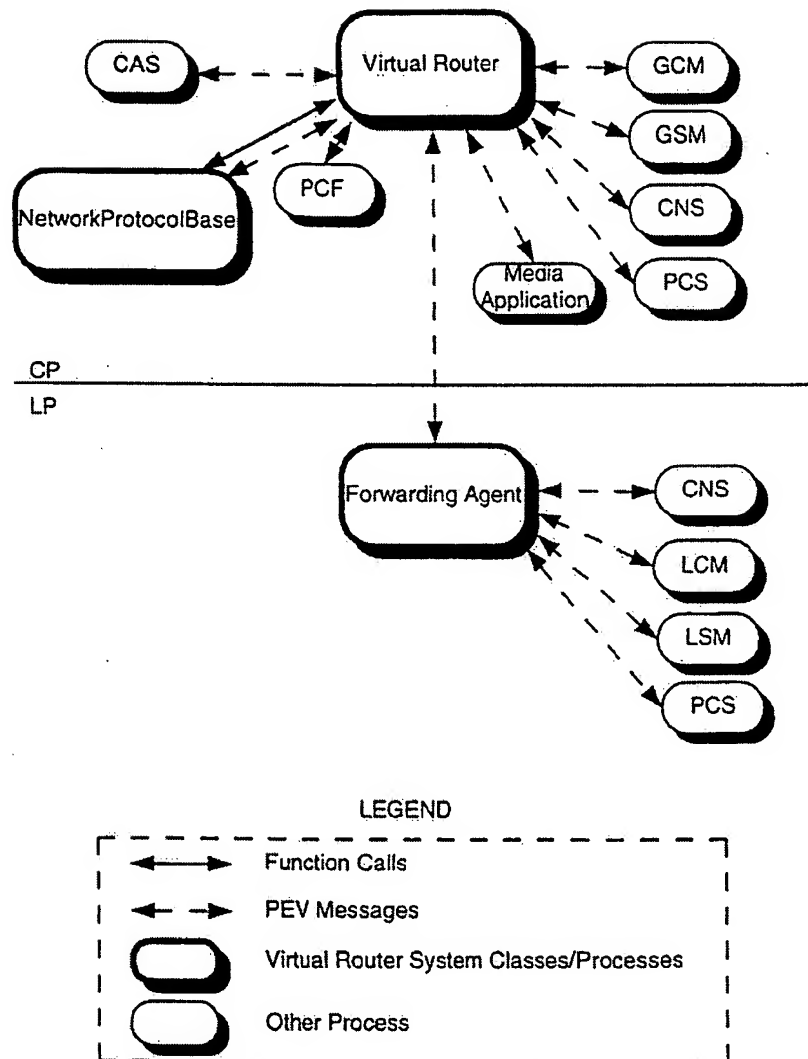 CAS
Virtual Router
GCM
GSM
NetworkProtocolBase
PCF
CNS
Media
Application
PCS
CP
LP
Forwarding Agent
CNS
LCM
LSM
PCS
LEGEND
Function Calls
PEV Messages
Virtual Router System Classes/Processes
Other Process